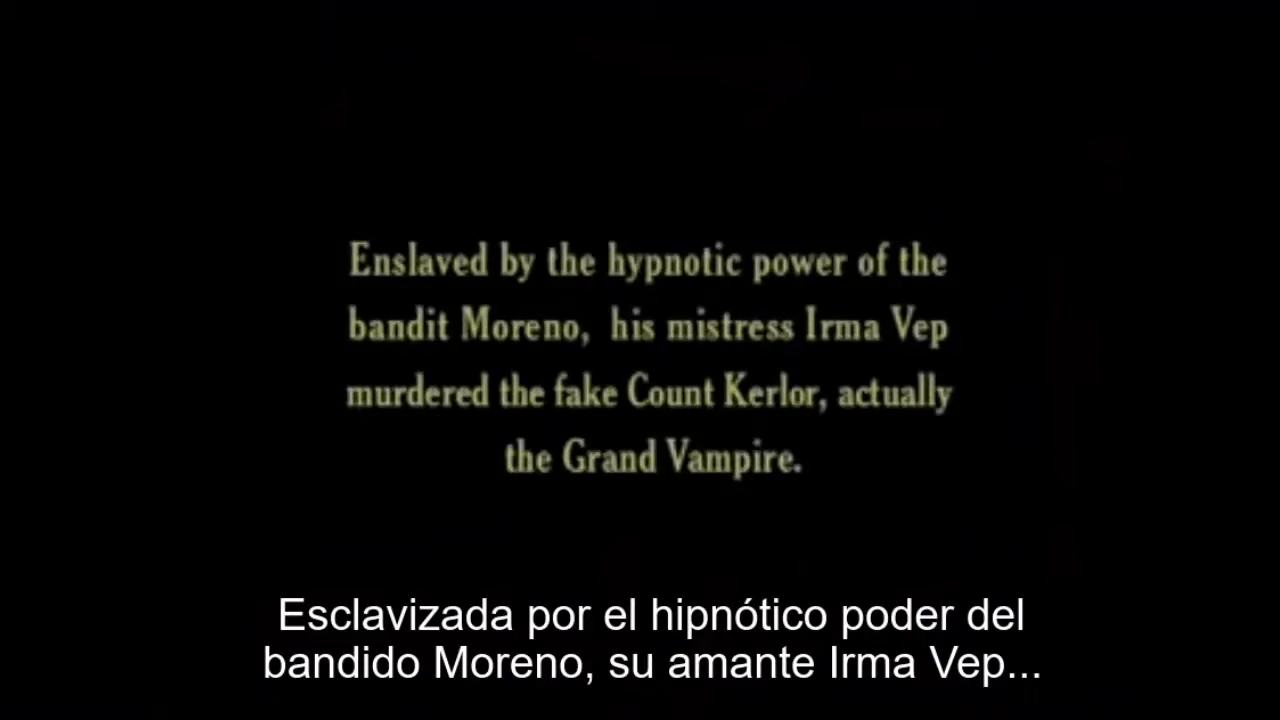 Enslaved by the hypnotic power of the
bandit Moreno, his mistress Irma Vep
murdered the fake Count Kerlor, actually
the Grand Vampire.
Esclavizada por el hipnótico poder del
bandido Moreno, su amante Irma Vep...